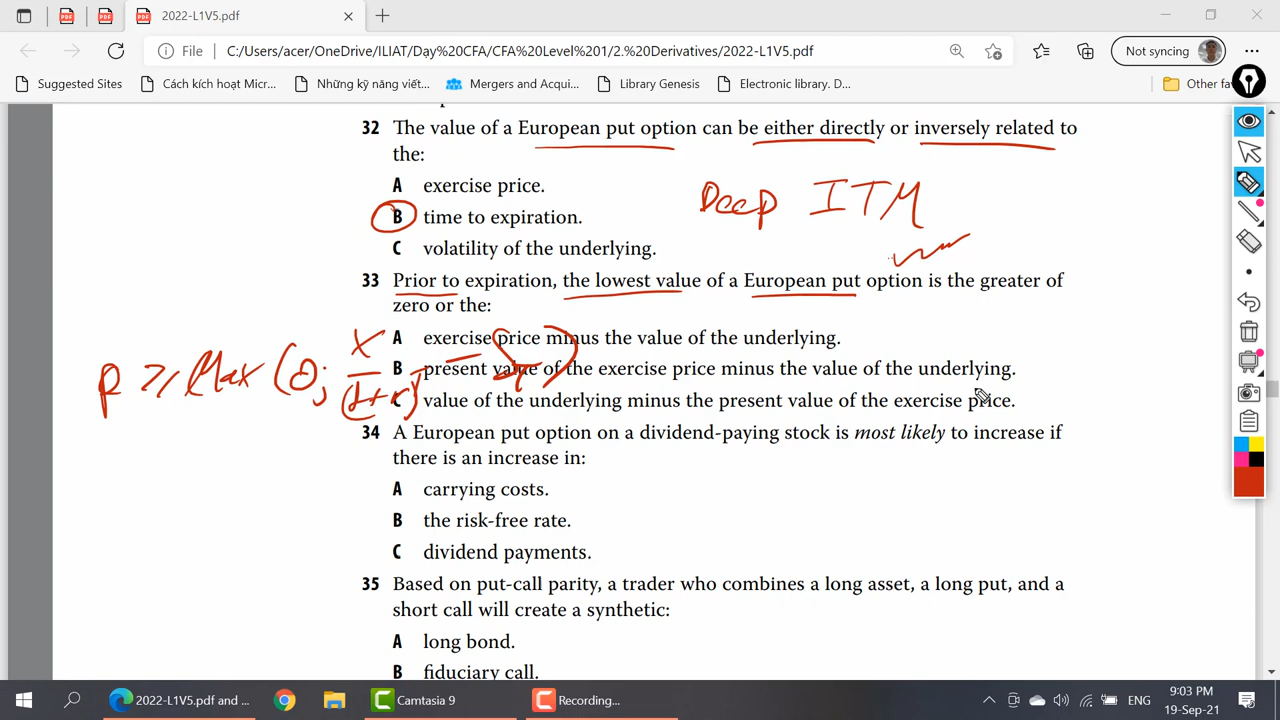 2022-L1V5.pdf
File
C:/Users/acer/OneDrive/ILIAT/Dạy%20CFA/CFA%20Level%201/2.%20Derivatives/2022-L1V5.pdf
Not syncing
Suggested Sites
Cách kích hoạt Micr...
Những kỹ năng viết...
Mergers and Acqui...
Library Genesis
Electronic library. D...
Other fav
32 The value of a European put option can be either directly or inversely related to
the:
A exercise price.
Deep ITM
B time to expiration.
C volatility of the underlying.
33 Prior to expiration, the lowest value of a European put option is the greater of
zero or the:
A exercise price minus the value of the underlying.
p ≥ Max (0; X/(1+r)^T - S)
B present value of the exercise price minus the value of the underlying.
C value of the underlying minus the present value of the exercise price.
34 A European put option on a dividend-paying stock is most likely to increase if
there is an increase in:
A carrying costs.
B the risk-free rate.
C dividend payments.
35 Based on put-call parity, a trader who combines a long asset, a long put, and a
short call will create a synthetic:
A long bond.
B fiduciary call.
2022-L1V5.pdf and ...
Camtasia 9
Recording...
ENG
9:03 PM
19-Sep-21